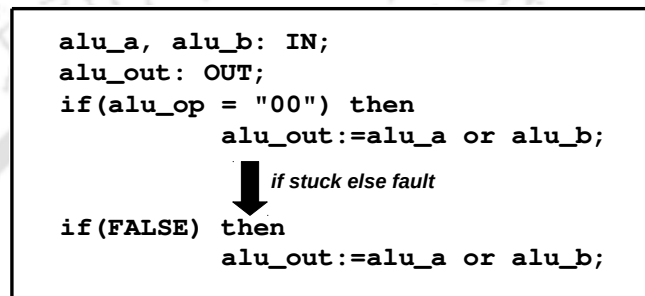 alu_a, alu_b: IN;
alu_out: OUT;
if(alu_op = "00") then
alu_out:=alu_a or alu_b;
if stuck else fault
if(FALSE) then
alu_out:=alu_a or alu_b;